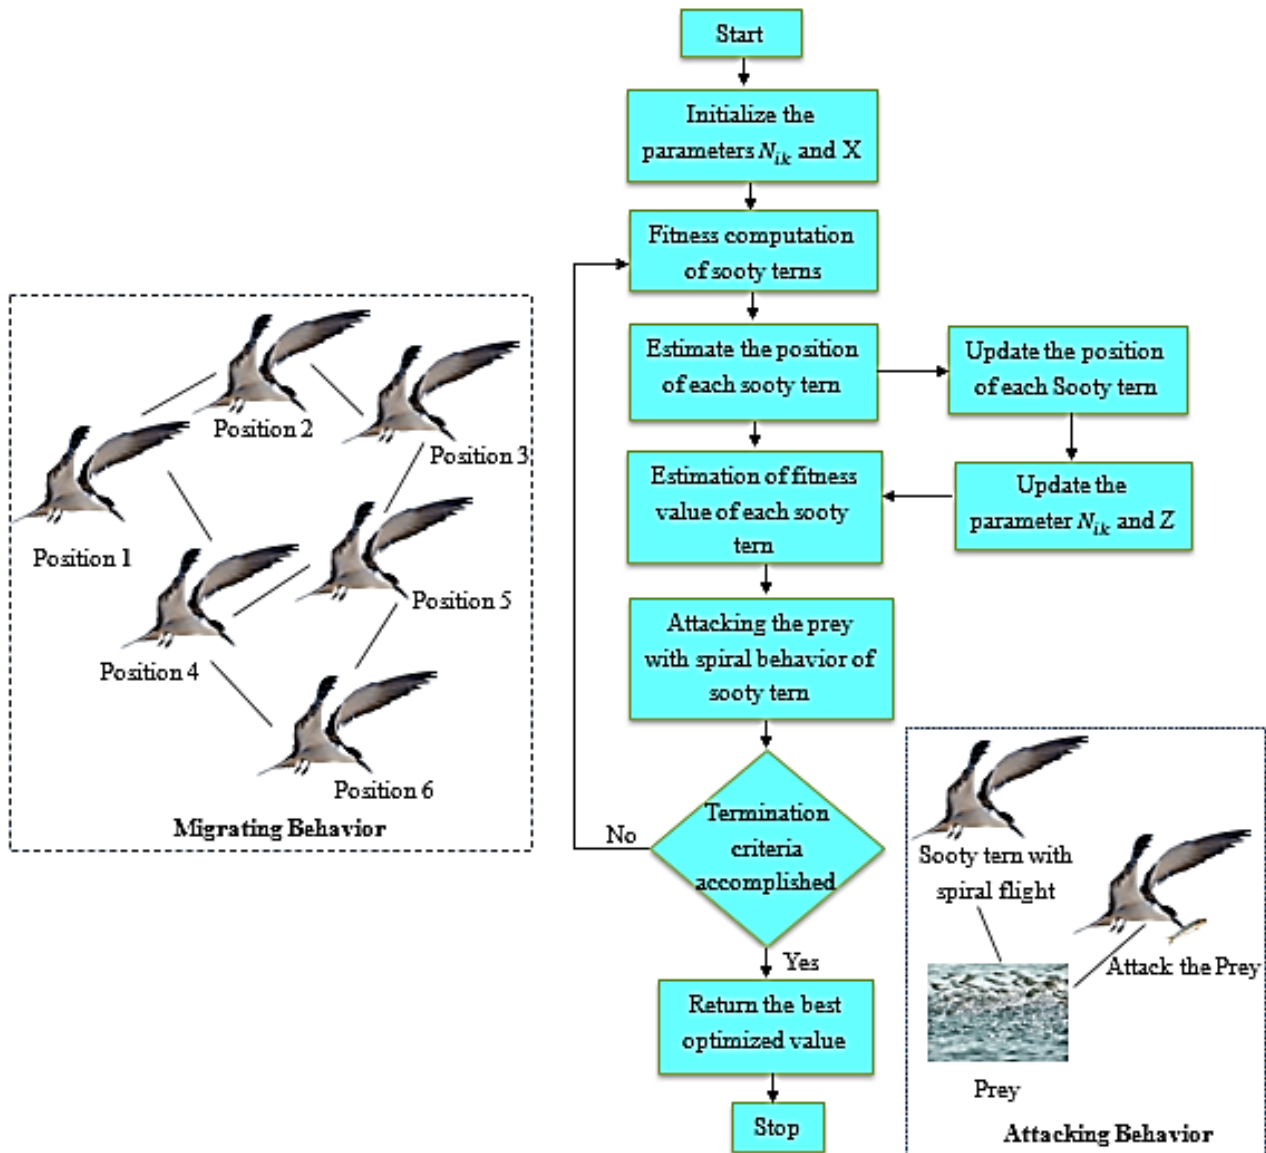 Start
Initialize the
parameters N_{ik} and X
Fitness computation
of sooty terns
Estimate the position
of each sooty tern
Update the position
of each Sooty tern
Update the
parameter N_{ik} and Z
Estimation of fitness
value of each sooty
tern
Attacking the prey
with spiral behavior of
sooty tern
Termination
criteria
accomplished
No
Yes
Return the best
optimized value
Stop
Position 1
Position 2
Position 3
Position 4
Position 5
Position 6
Migrating Behavior
Sooty tern with
spiral flight
Attack the Prey
Prey
Attacking Behavior